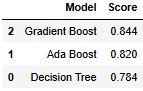 Model Score
2 Gradient Boost 0.844
1 Ada Boost 0.820
0 Decision Tree 0.784